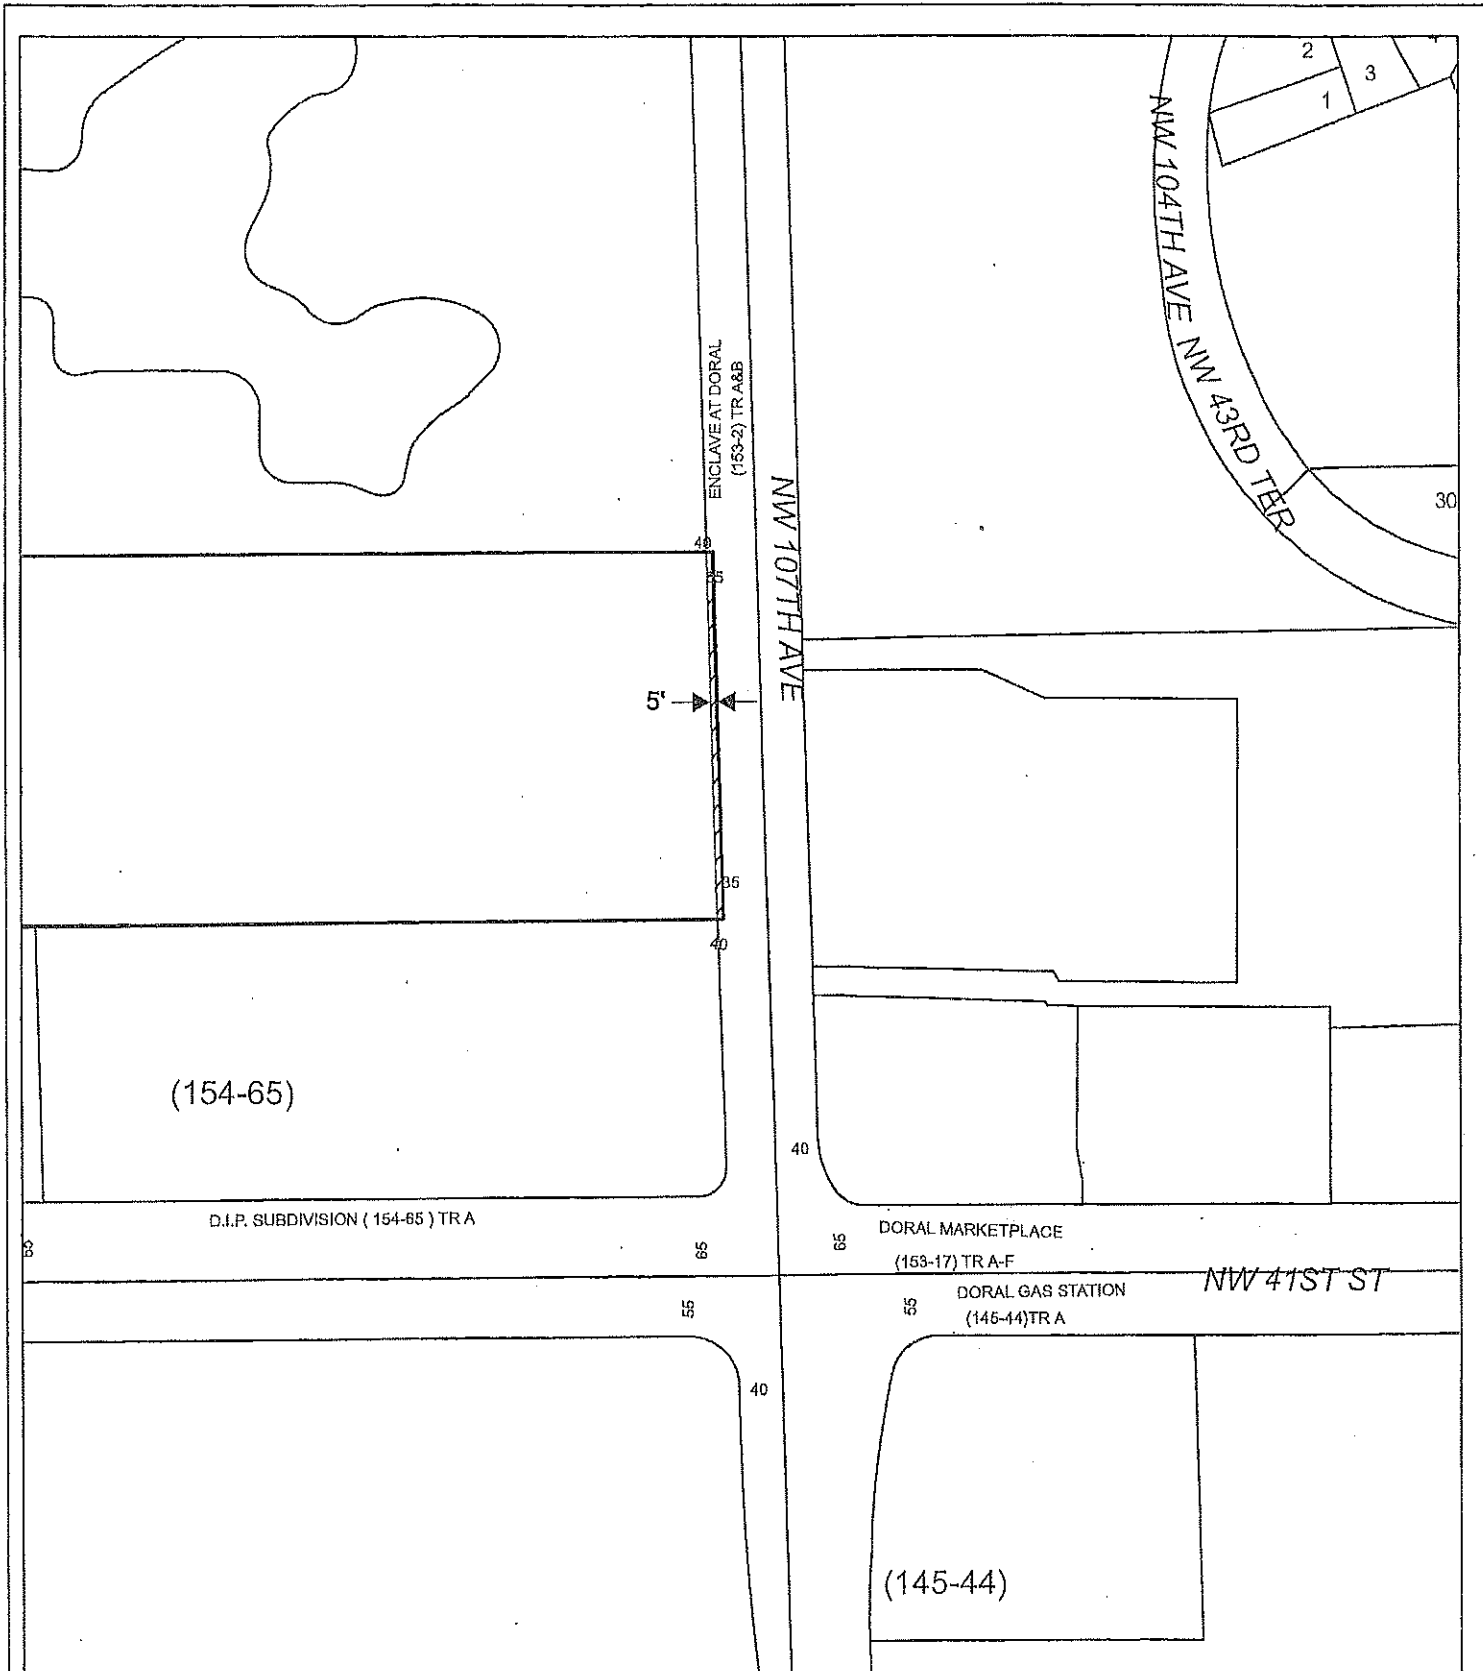 2
3
1
NW 104TH AVE
NW 43RD TER
30
ENCLAVE AT DORAL
(153-2) TR A&B
NW 107TH AVE
40
35
5'
35
40
(154-65)
40
D.I.P. SUBDIVISION ( 154-65 ) TR A
65
65
65
DORAL MARKETPLACE
(153-17) TR A-F
NW 41ST ST
DORAL GAS STATION
(145-44)TR A
55
55
40
(145-44)